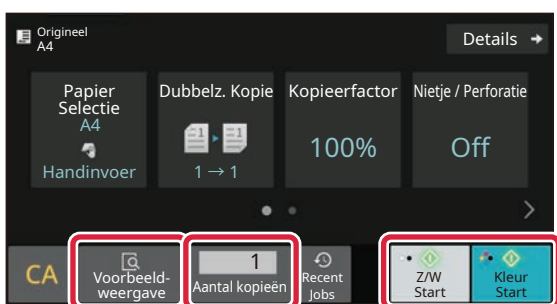 Origineel
A4
Details
Papier
Selectie
A4
Handinvoer
Dubbelz. Kopie
1 → 1
Kopieerfactor
100%
Nietje / Perforatie
Off
CA
Voorbeeld-
weergave
1
Aantal kopieën
Recent
Jobs
Z/W
Start
Kleur
Start